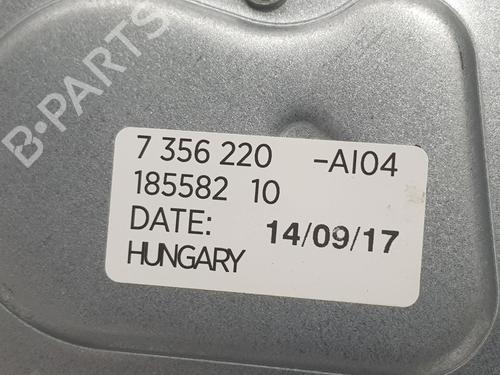 B-PARTS
7 356 220 -AI04
185582 10
DATE: 14/09/17
HUNGARY